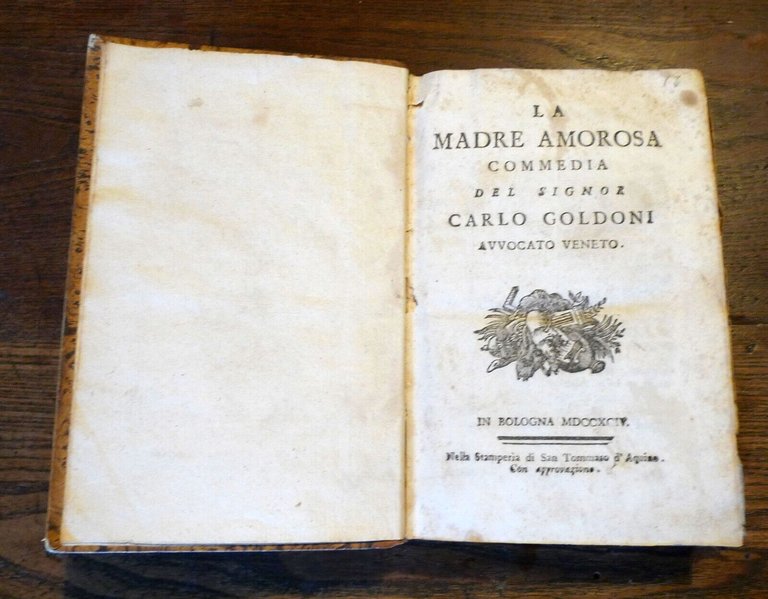 LA
MADRE AMOROSA
COMMEDIA
DEL SIGNOR
CARLO GOLDONI
AVVOCATO VENETO.
IN BOLOGNA MDCCXCIV.
Nella Stamperia di San Tommaso d'Aquino.
Con approvazione.